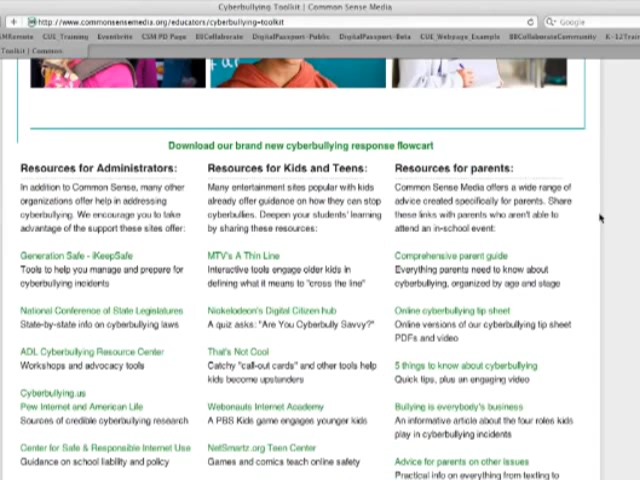 Cyberbullying Toolkit | Common Sense Media
http://www.commonsensemedia.org/educators/cyberbullying-toolkit
Google
CUE_Training Eventbrite CSM PD Page BBCollaborate DigitalPassport-Public DigitalPassport-Beta CUE_Webpage_Example BBCollaborateCommunity
Toolkit | Common
Download our brand new cyberbullying response flowcart
Resources for Administrators:
In addition to Common Sense, many other
organizations offer help in addressing
cyberbullying. We encourage you to take
advantage of the support these sites offer:
Generation Safe - iKeepSafe
Tools to help you manage and prepare for
cyberbullying incidents
National Conference of State Legislatures
State-by-state info on cyberbullying laws
ADL Cyberbullying Resource Center
Workshops and advocacy tools
Cyberbullying.us
Pew Internet and American Life
Sources of credible cyberbullying research
Center for Safe & Responsible Internet Use
Guidance on school liability and policy
Resources for Kids and Teens:
Many entertainment sites popular with kids
already offer guidance on how they can stop
cyberbullies. Deepen your students' learning
by sharing these resources:
MTV's A Thin Line
Interactive tools engage older kids in
defining what it means to "cross the line"
Nickelodeon's Digital Citizen hub
A quiz asks: "Are You Cyberbully Savvy?"
That's Not Cool
Catchy "call-out cards" and other tools help
kids become upstanders
Webonauts Internet Academy
A PBS Kids game engages younger kids
NetSmartz.org Teen Center
Games and comics teach online safety
Resources for parents:
Common Sense Media offers a wide range of
advice created specifically for parents. Share
these links with parents who aren't able to
attend an in-school event:
Comprehensive parent guide
Everything parents need to know about
cyberbullying, organized by age and stage
Online cyberbullying tip sheet
Online versions of our cyberbullying tip sheet
PDFs and video
5 things to know about cyberbullying
Quick tips, plus an engaging video
Bullying is everybody's business
An informative article about the four roles kids
play in cyberbullying incidents
Advice for parents on other issues
Practical info on everything from texting to